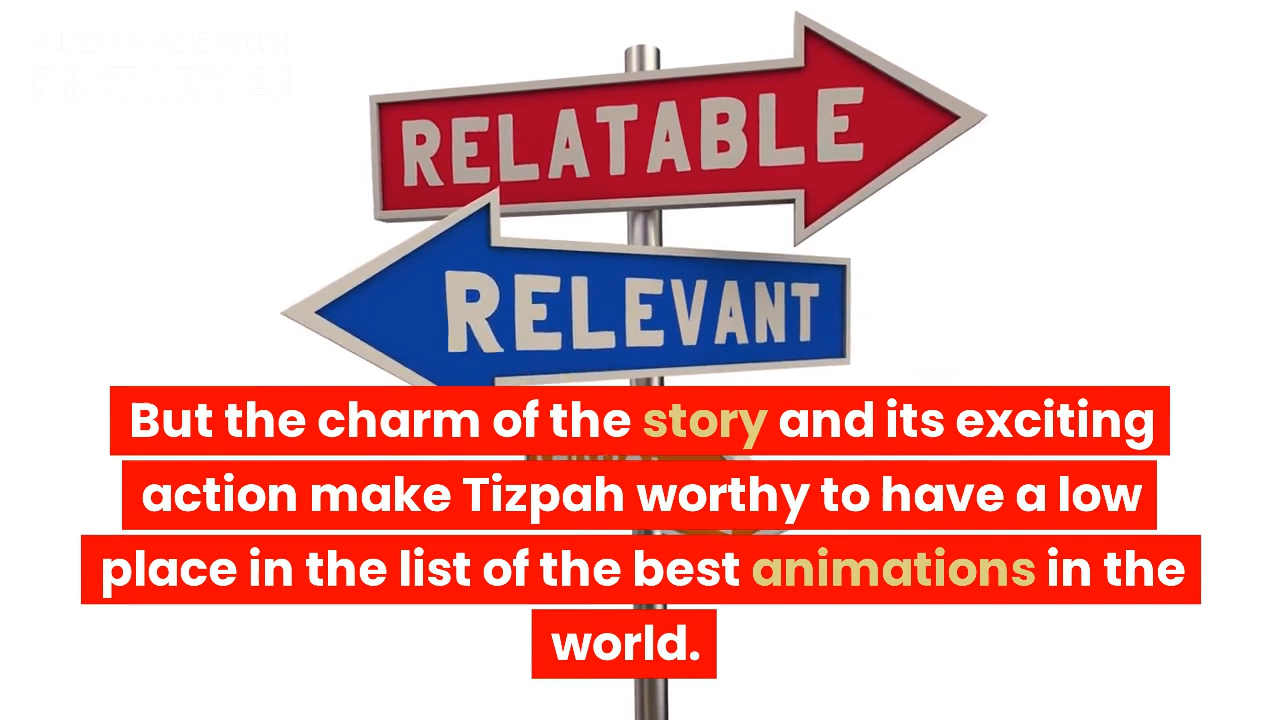 RELATABLE
RELEVANT
But the charm of the story and its exciting
action make Tizpah worthy to have a low
place in the list of the best animations in the
world.